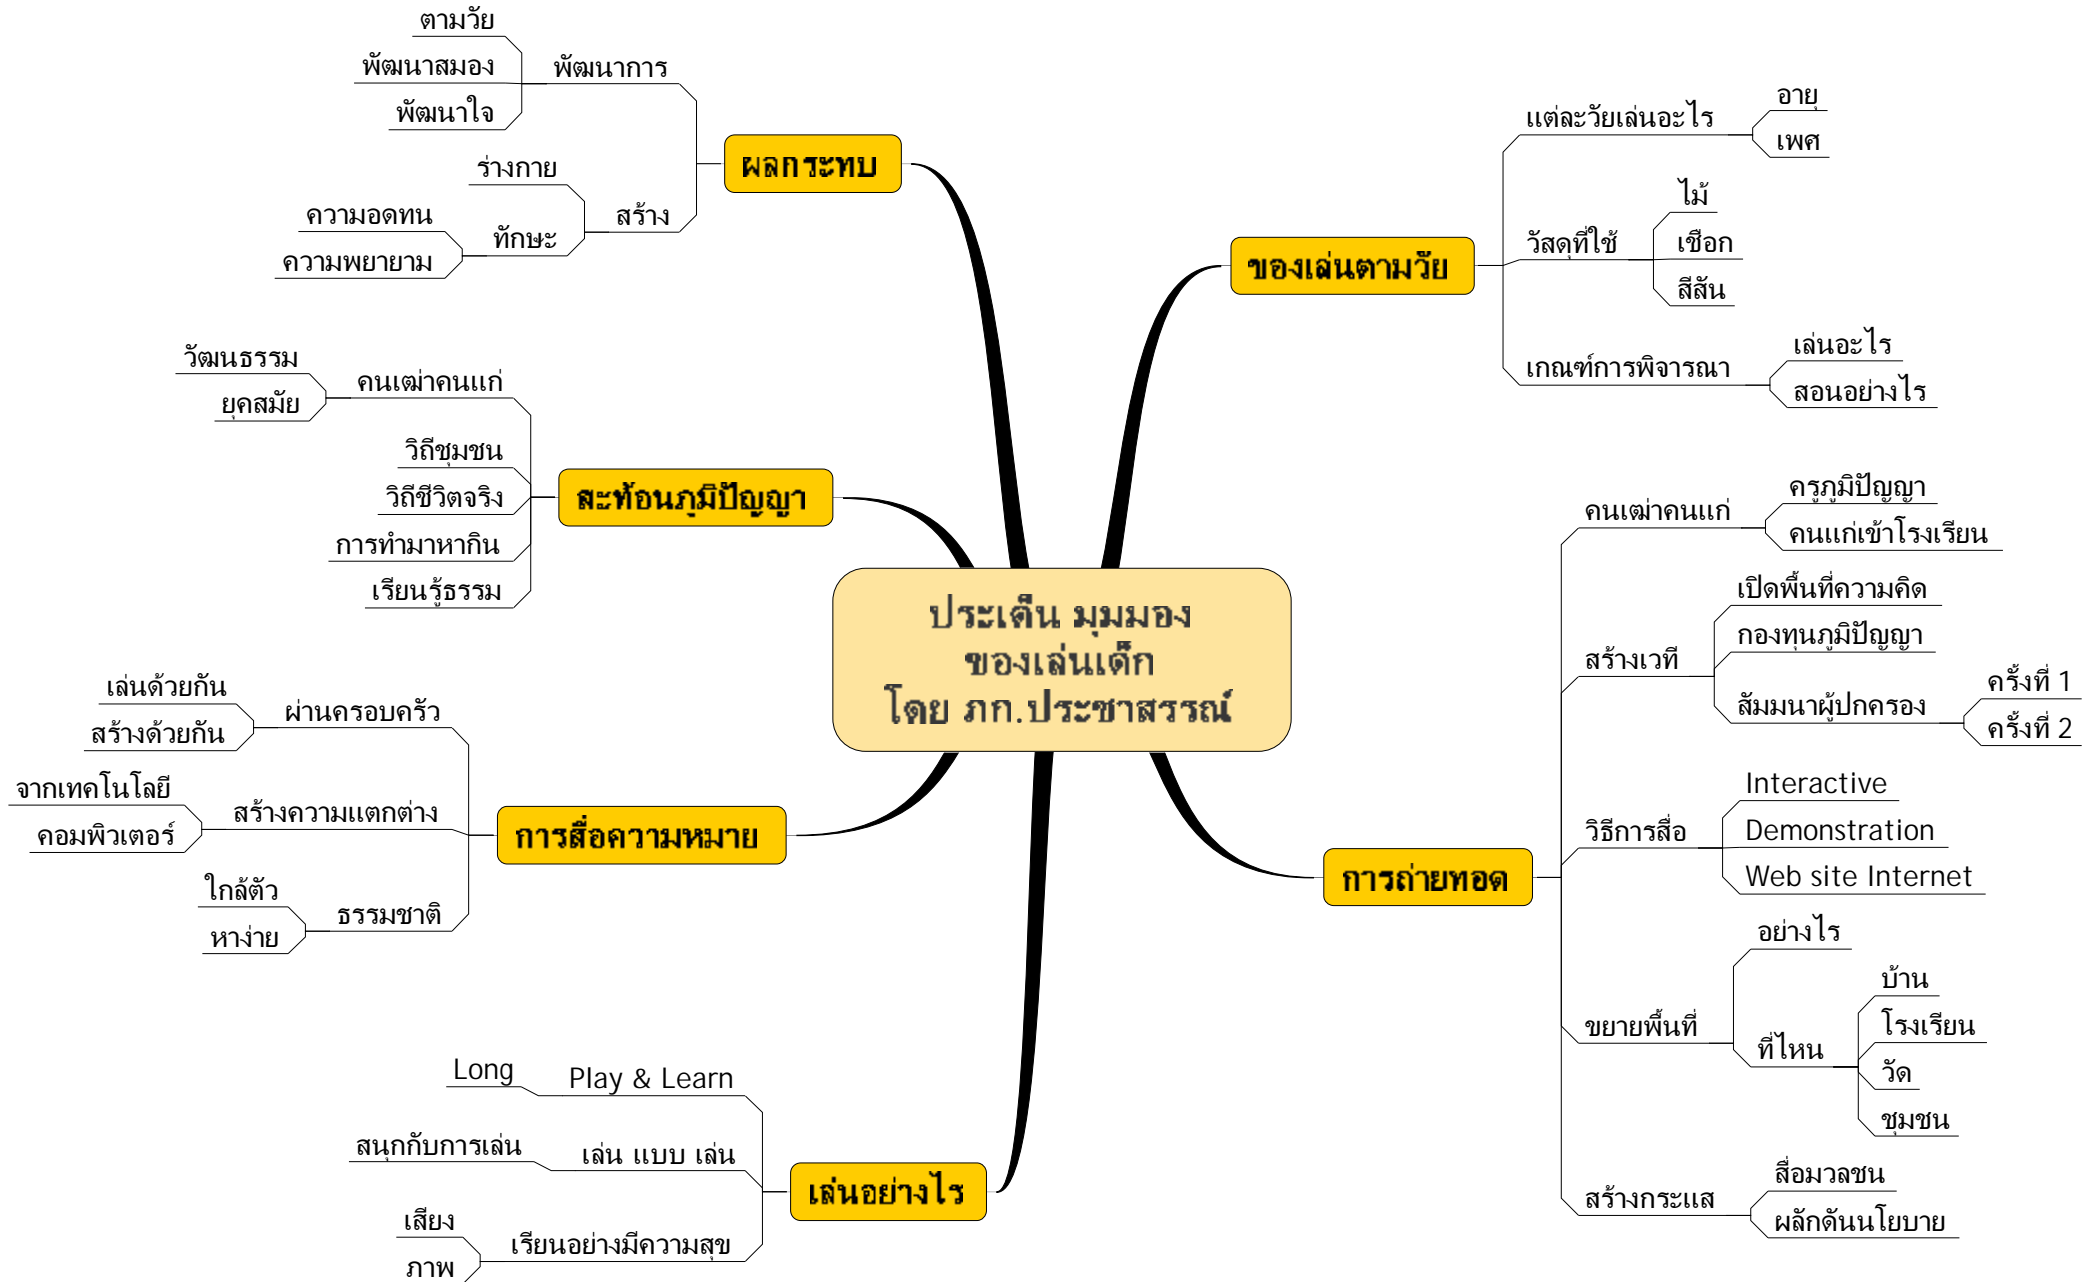 ประเด็น มุมมอง
ของเล่นเด็ก
โดย ภก.ประชาสรรณ์
ของเล่นตามวัย
แต่ละวัยเล่นอะไร
อายุ
เพศ
วัสดุที่ใช้
ไม้
เชือก
สีสัน
เกณฑ์การพิจารณา
เล่นอะไร
สอนอย่างไร
การถ่ายทอด
คนเฒ่าคนแก่
ครูภูมิปัญญา
คนแก่เข้าโรงเรียน
สร้างเวที
เปิดพื้นที่ความคิด
กองทุนภูมิปัญญา
สัมมนาผู้ปกครอง
ครั้งที่ 1
ครั้งที่ 2
วิธีการสื่อ
Interactive
Demonstration
Web site Internet
ขยายพื้นที่
อย่างไร
ที่ไหน
บ้าน
โรงเรียน
วัด
ชุมชน
สร้างกระแส
สื่อมวลชน
ผลักดันนโยบาย
เล่นอย่างไร
Play & Learn
Long
เล่น แบบ เล่น
สนุกกับการเล่น
เรียนอย่างมีความสุข
เสียง
ภาพ
การสื่อความหมาย
ผ่านครอบครัว
เล่นด้วยกัน
สร้างด้วยกัน
สร้างความแตกต่าง
จากเทคโนโลยี
คอมพิวเตอร์
ธรรมชาติ
ใกล้ตัว
หาง่าย
สะท้อนภูมิปัญญา
คนเฒ่าคนแก่
วัฒนธรรม
ยุคสมัย
วิถีชุมชน
วิถีชีวิตจริง
การทำมาหากิน
เรียนรู้ธรรม
ผลกระทบ
พัฒนาการ
ตามวัย
พัฒนาสมอง
พัฒนาใจ
สร้าง
ร่างกาย
ทักษะ
ความอดทน
ความพยายาม